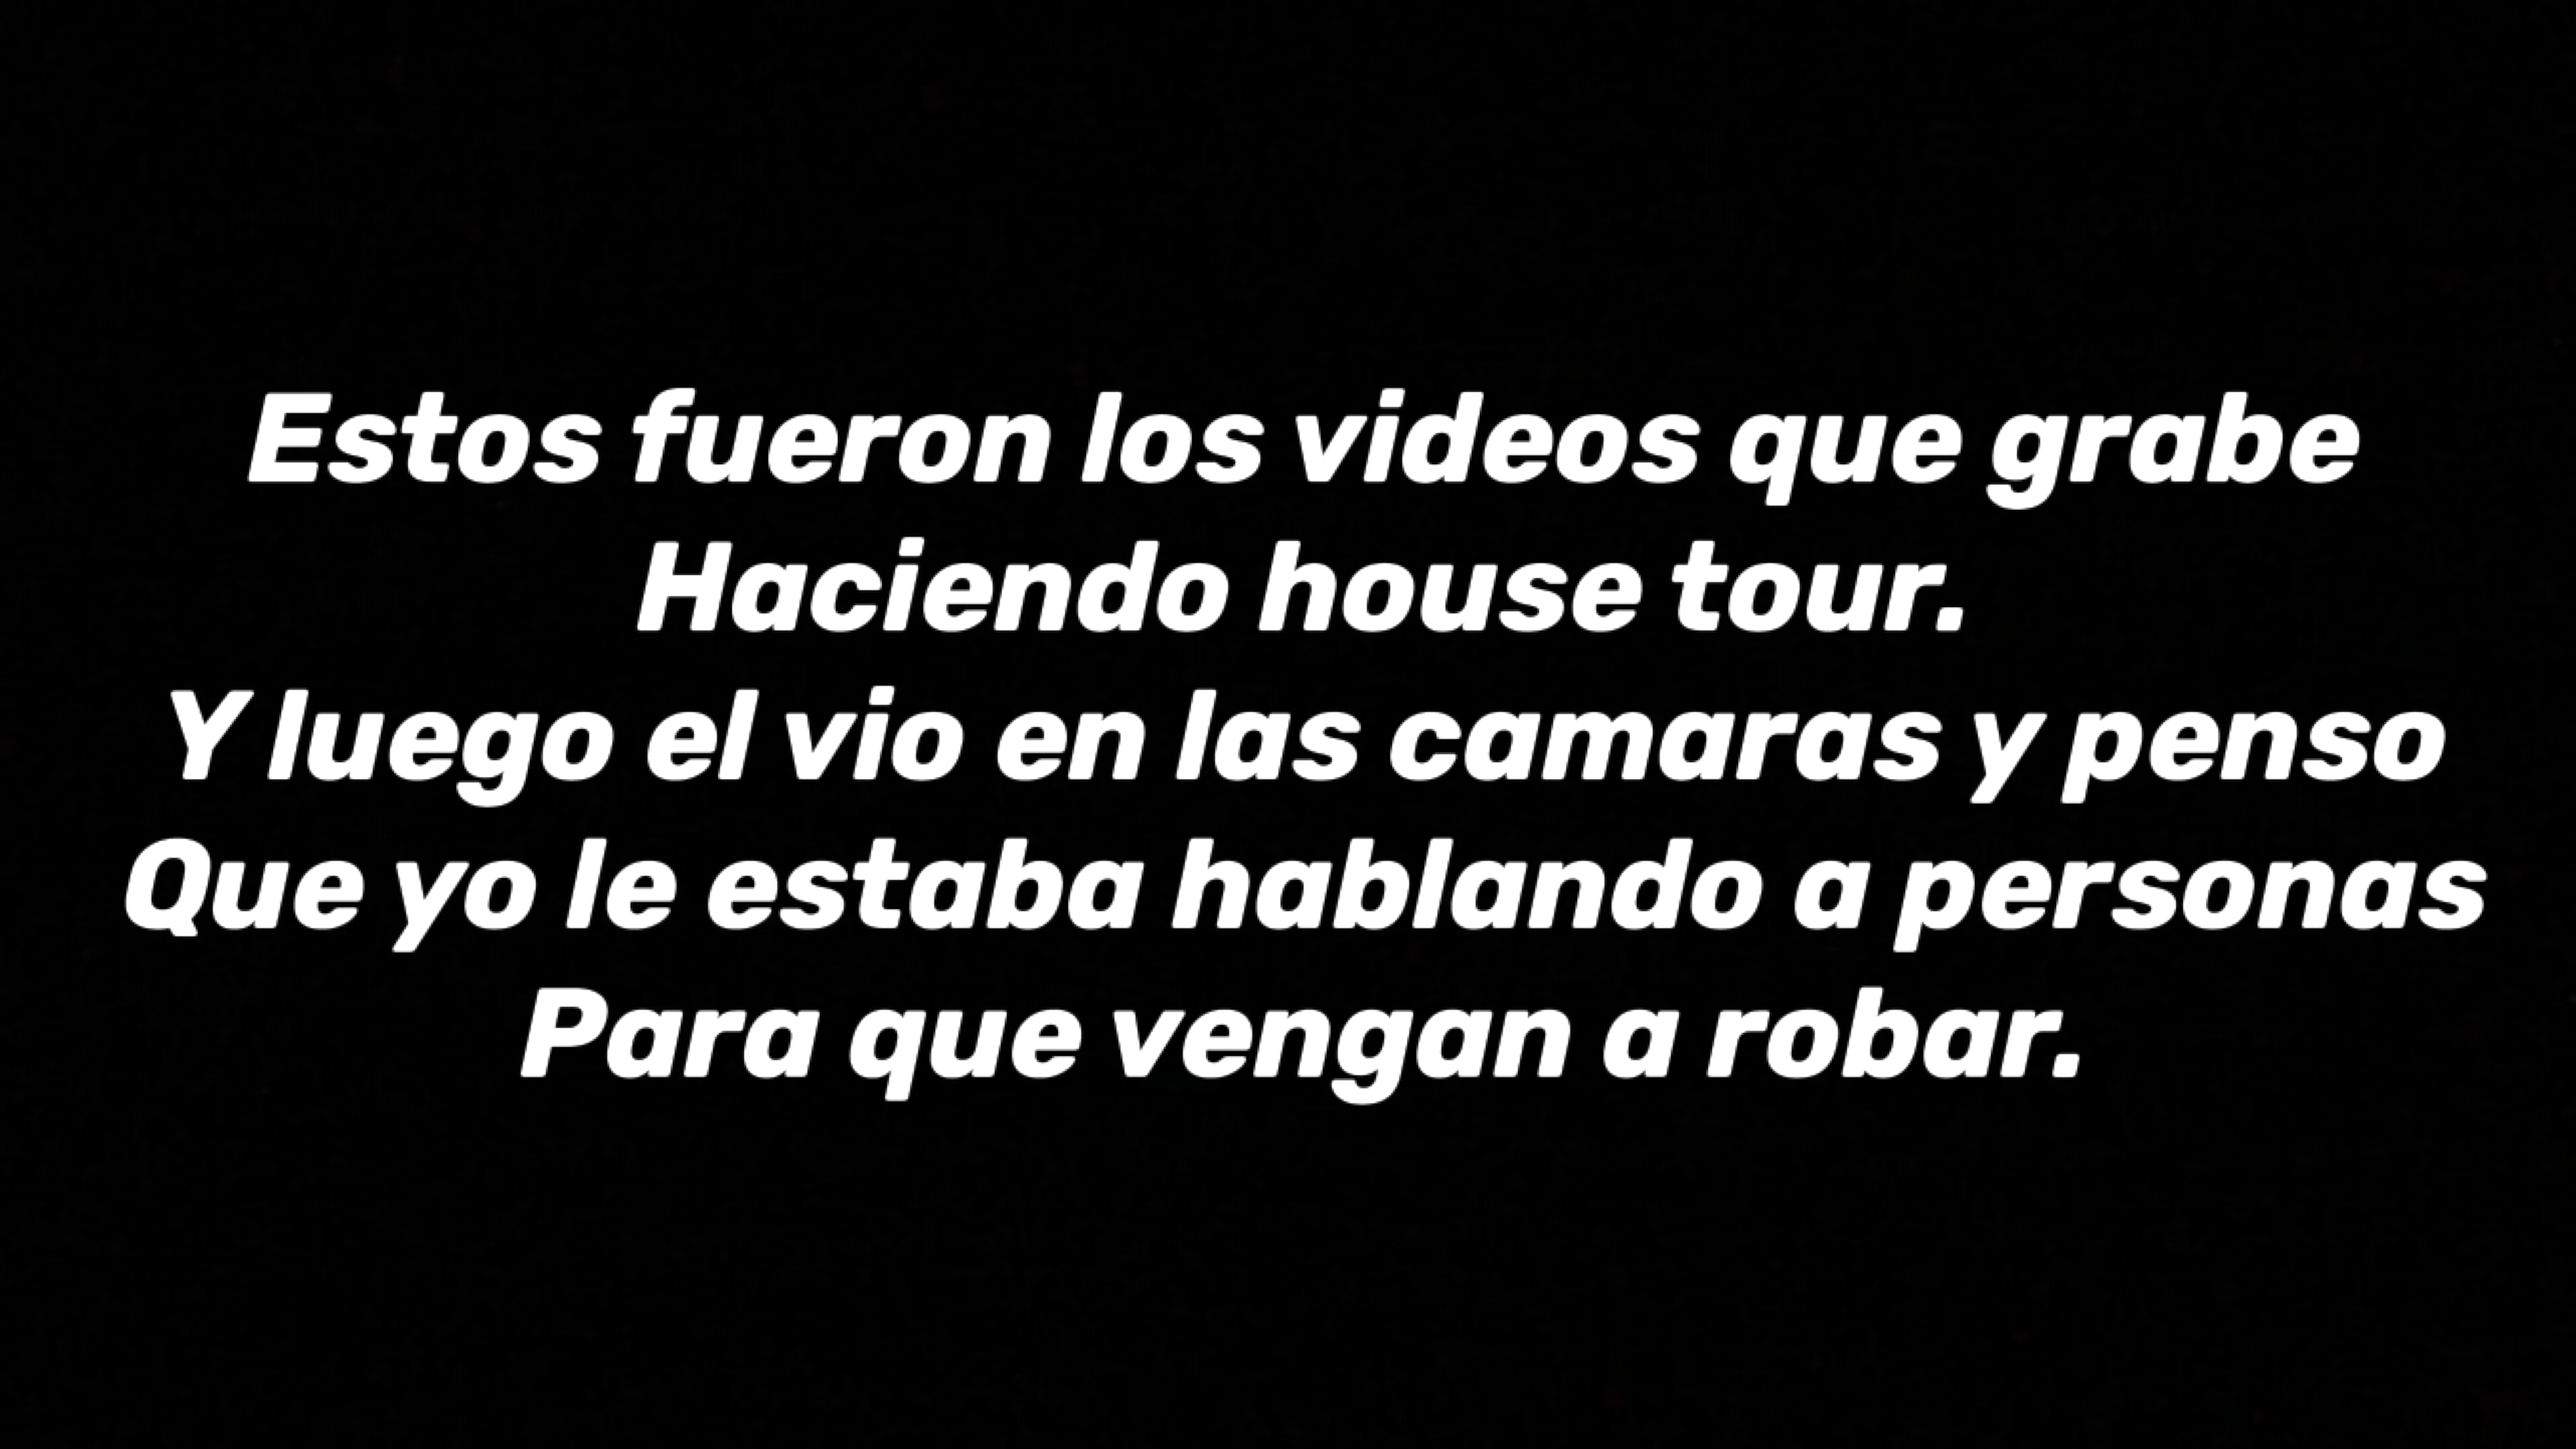 Estos fueron los videos que grabe
Haciendo house tour.
Y luego el vio en las camaras y penso
Que yo le estaba hablando a personas
Para que vengan a robar.